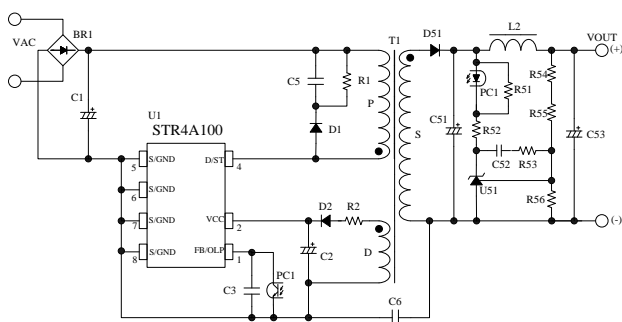 VAC
BR1
C1
U1
STR4A100
S/GND
5
S/GND
6
S/GND
7
S/GND
8
D/ST
4
VCC
2
FB/OLP
1
C5
R1
D1
T1
P
S
D
D2
R2
C2
C3
PC1
C6
D51
L2
VOUT
(+)
PC1
R51
R52
R54
R55
C51
C52
R53
C53
U51
R56
(-)